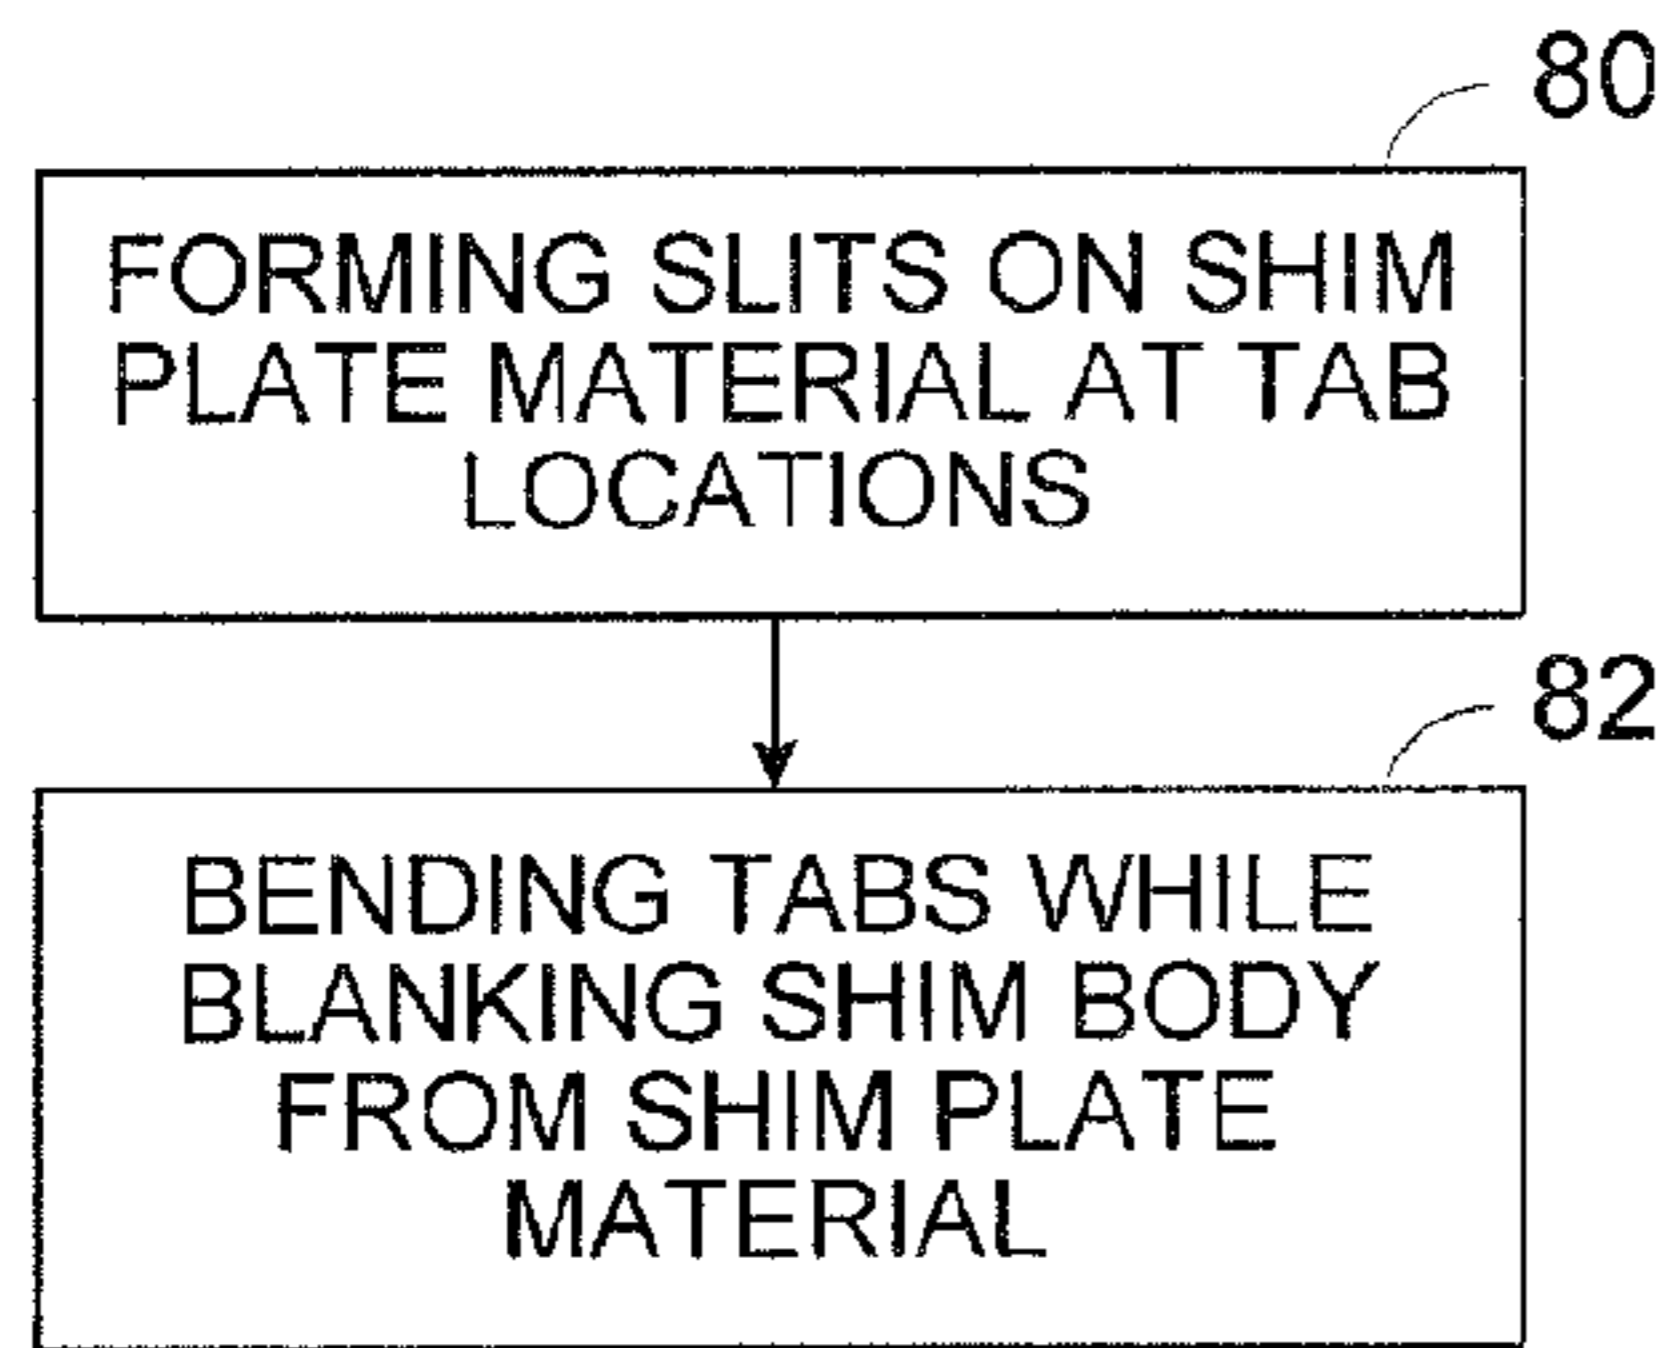 80
FORMING SLITS ON SHIM
PLATE MATERIAL AT TAB
LOCATIONS
82
BENDING TABS WHILE
BLANKING SHIM BODY
FROM SHIM PLATE
MATERIAL